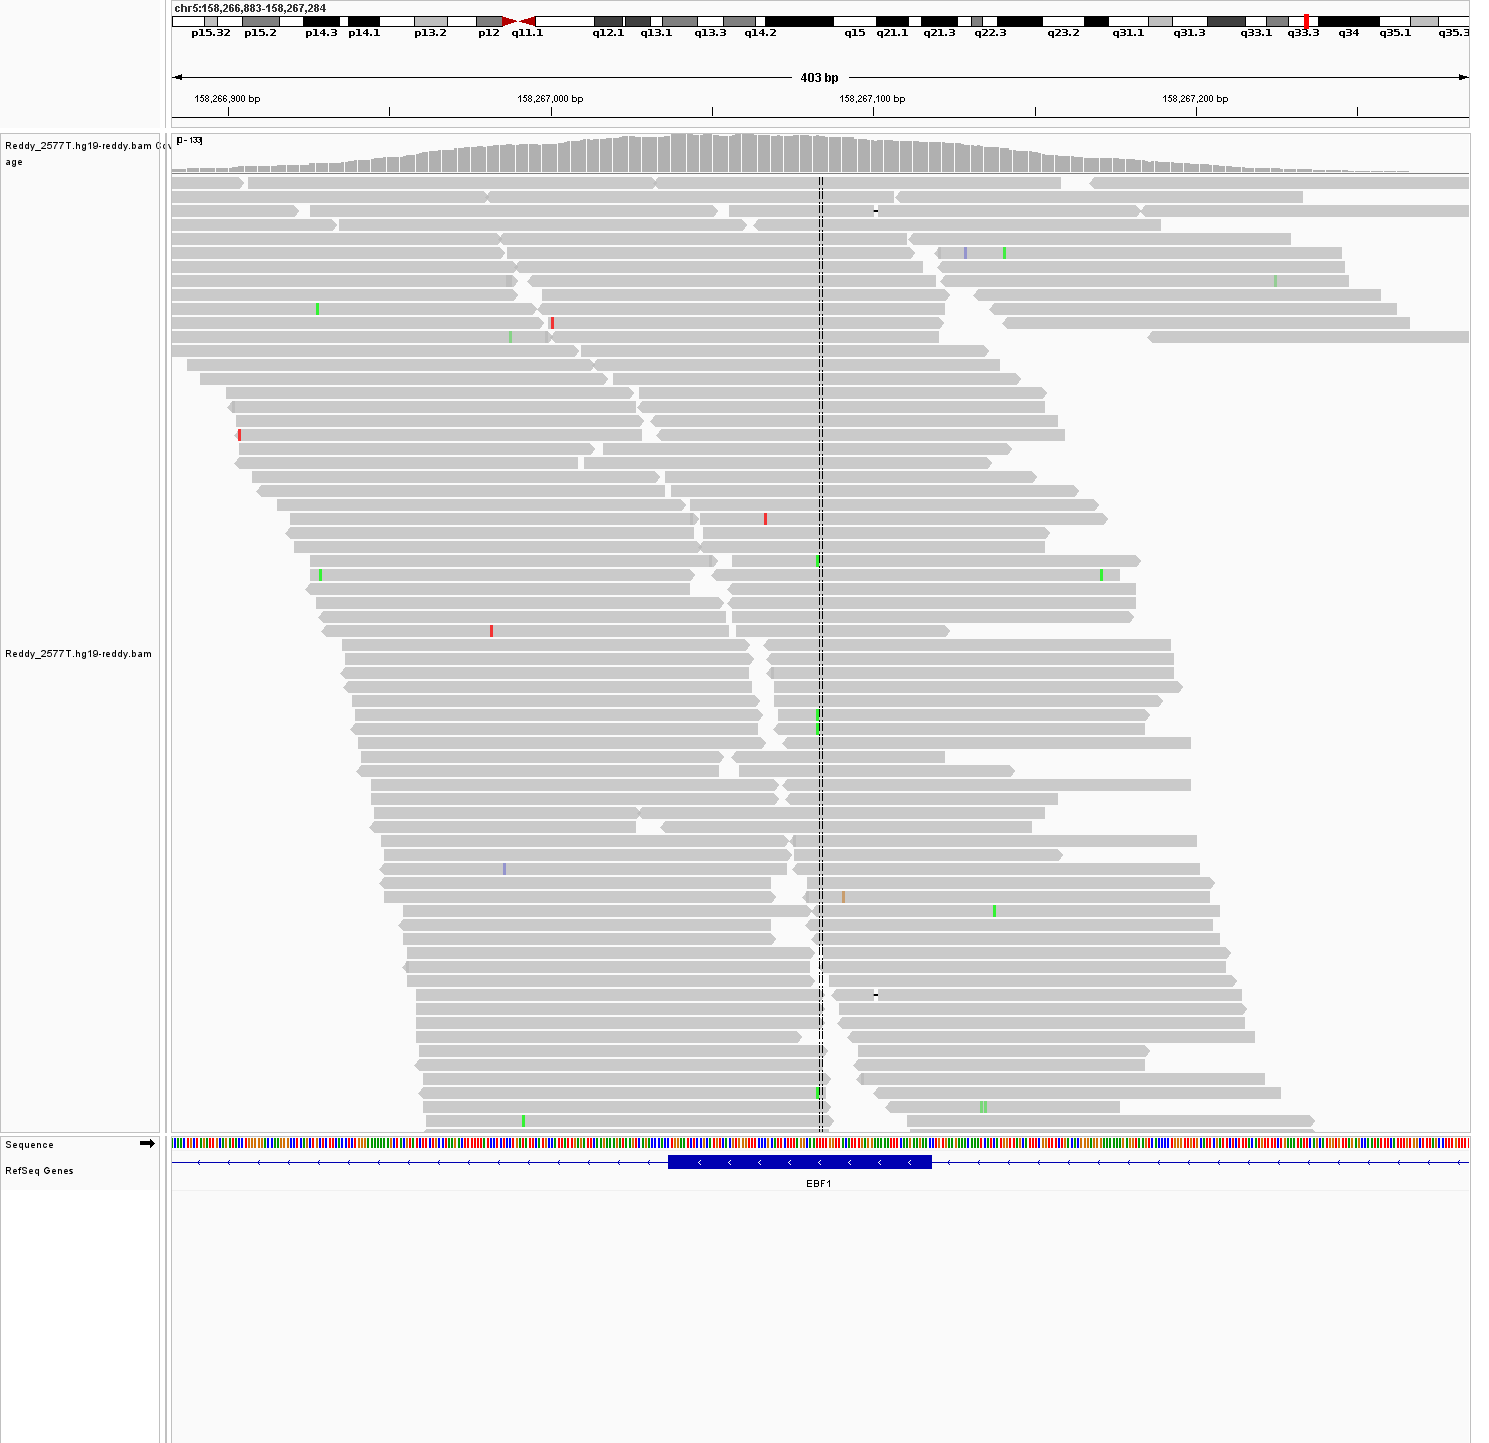 chr5:158,266,883-158,267,284
p15.32 p15.2 p14.3 p14.1 p13.2 p12 q11.1 q12.1 q13.1 q13.3 q14.2 q15 q21.1 q21.3 q22.3 q23.2 q23.2 q31.1 q31.3 q33.1 q33.3 q34 q35.1 q35.3
403 bp
158,266,900 bp 158,267,000 bp 158,267,100 bp 158,267,200 bp
Reddy_2577T.hg19-reddy.bam Cov
age
[0 - 133]
Reddy_2577T.hg19-reddy.bam
Sequence
RefSeq Genes
EBF1